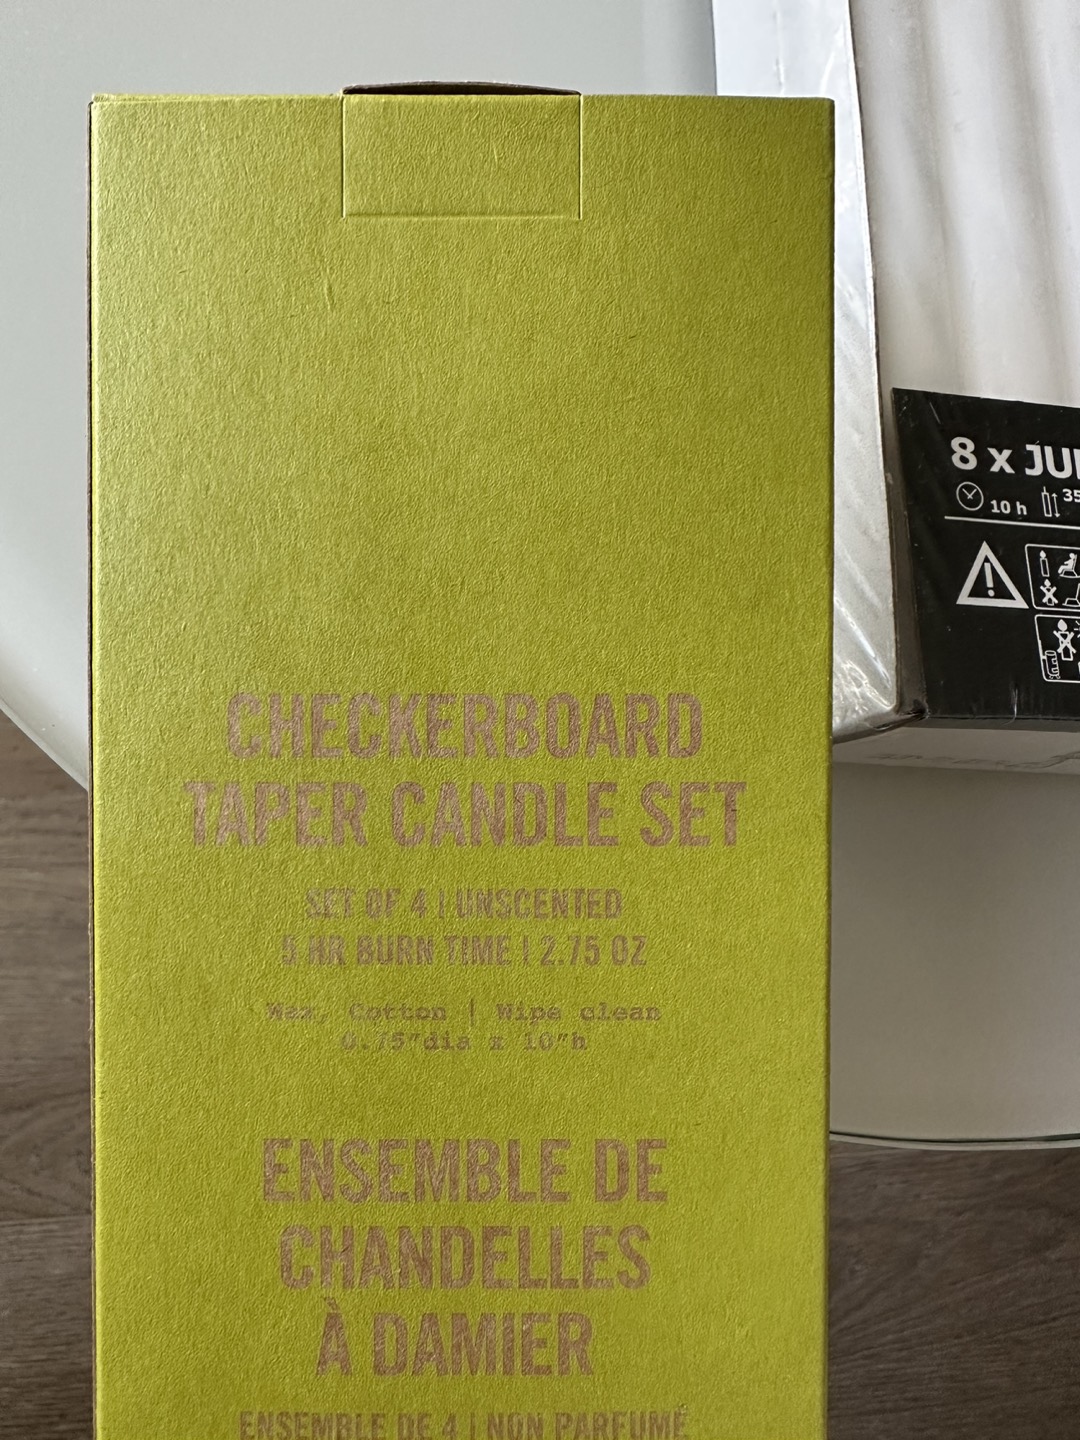 CHECKERBOARD
TAPER CANDLE SET
SET OF 4 | UNSCENTED
5 HR BURN TIME | 2.75 OZ
Wax, Cotton | Wipe clean
0.75"dia x 10"h
ENSEMBLE DE
CHANDELLES
À DAMIER
ENSEMBLE DE 4 | NON PARFUMÉ
8 x
10 h
35